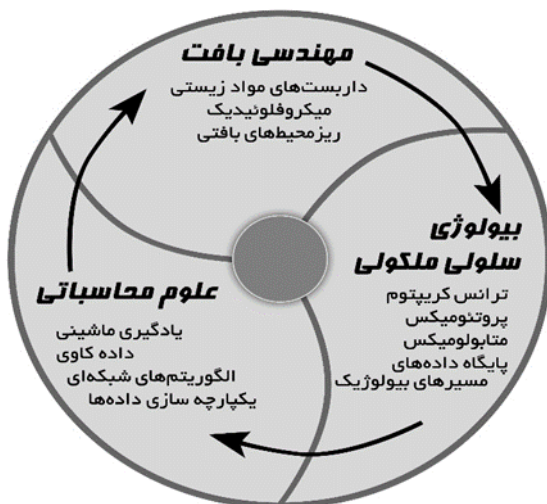 مهندسی بافت
داربست‌های مواد زیستی
میکروفلوئیدیک
ریزمحیط‌های بافتی
بیولوژی
سلولی ملکولی
ترانس کریپتوم
پروتئومیکس
متابولومیکس
پایگاه داده‌های
مسیرهای بیولوژیک
علوم محاسباتی
یادگیری ماشینی
داده کاوی
الگوریتم‌های شبکه‌ای
یکپارچه سازی داده‌ها